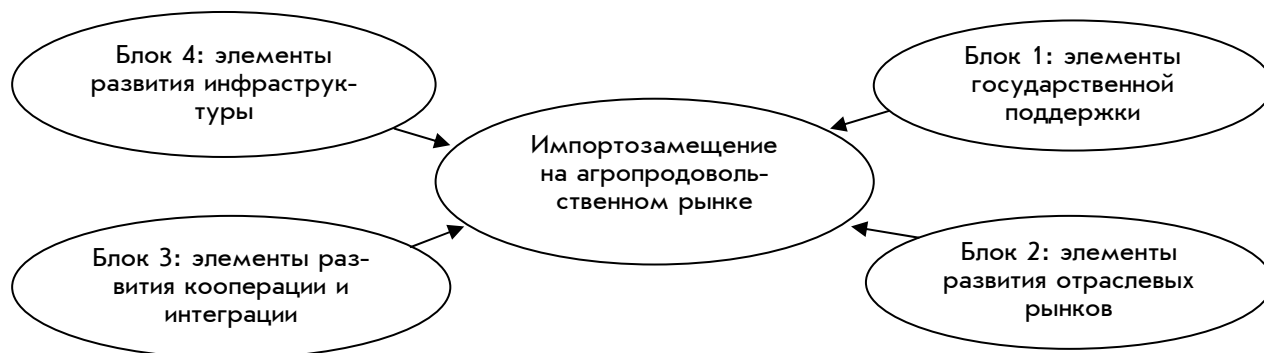 Блок 4: элементы
развития инфраструк-
туры
Блок 1: элементы
государственной
поддержки
Импортозамещение
на агропродоволь-
ственном рынке
Блок 3: элементы раз-
вития кооперации и
интеграции
Блок 2: элементы
развития отраслевых
рынков